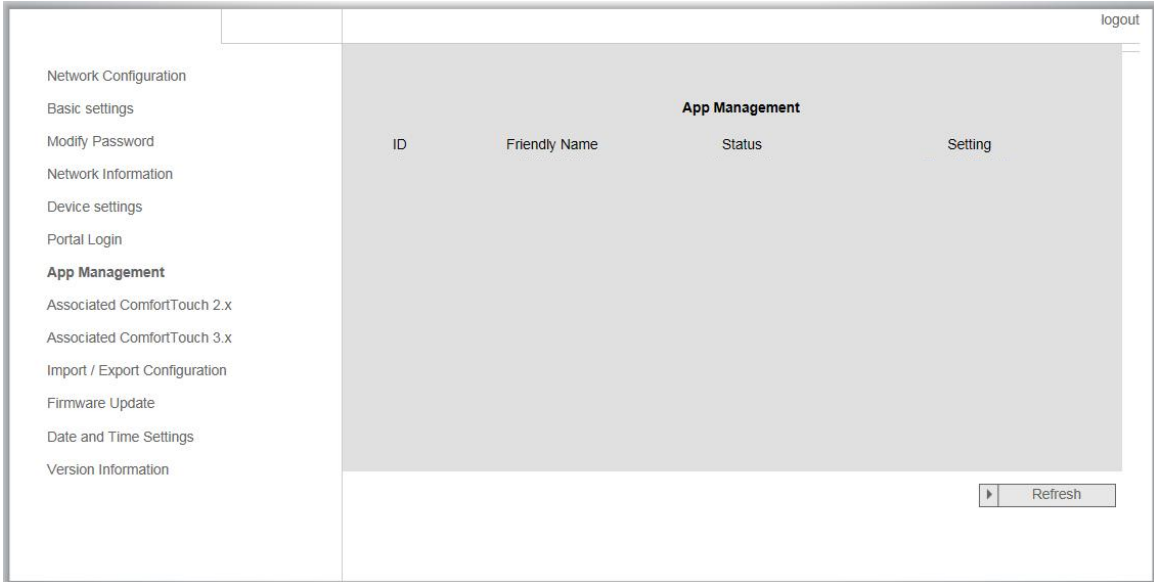 logout
Network Configuration
Basic settings
Modify Password
Network Information
Device settings
Portal Login
App Management
Associated ComfortTouch 2.x
Associated ComfortTouch 3.x
Import / Export Configuration
Firmware Update
Date and Time Settings
Version Information
App Management
ID Friendly Name Status Setting
Refresh